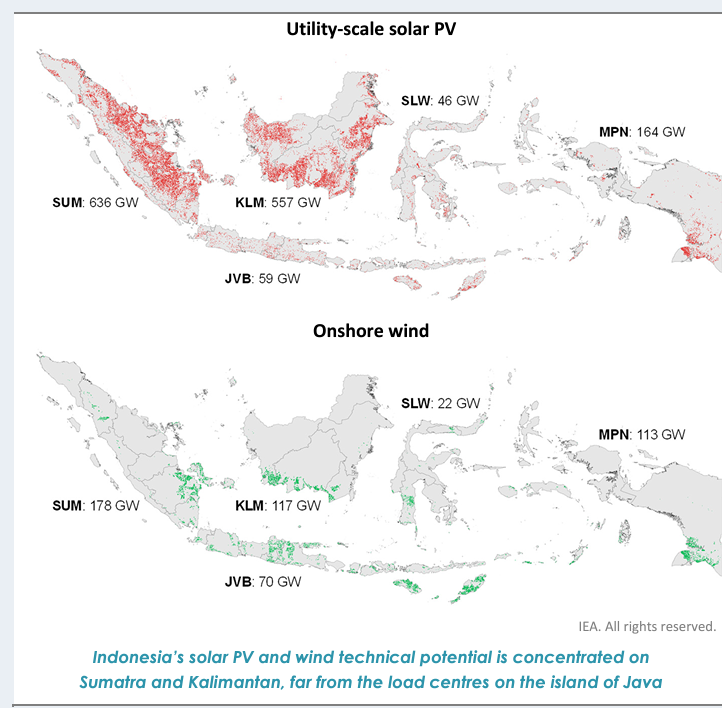 Utility-scale solar PV
SLW: 46 GW
MPN: 164 GW
SUM: 636 GW
KLM: 557 GW
JVB: 59 GW
Onshore wind
SLW: 22 GW
MPN: 113 GW
SUM: 178 GW
KLM: 117 GW
JVB: 70 GW
IEA. All rights reserved.
Indonesia's solar PV and wind technical potential is concentrated on
Sumatra and Kalimantan, far from the load centres on the island of Java